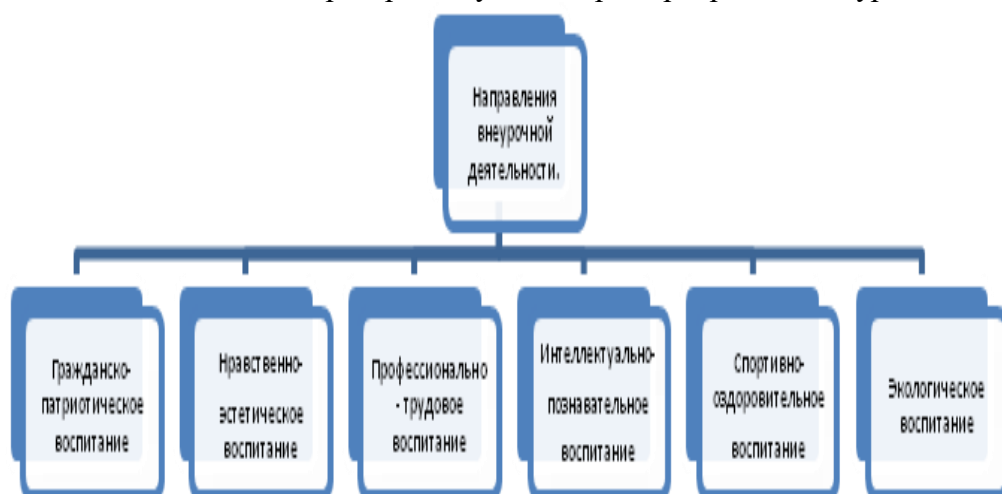 Направления
внеурочной
деятельности.
Гражданско-
патриотическое
воспитание
Нравственно-
эстетическое
воспитание
Профессионально
- трудовое
воспитание
Интеллектуально-
познавательное
воспитание
Спортивно-
оздоровительное
воспитание
Экологическое
воспитание